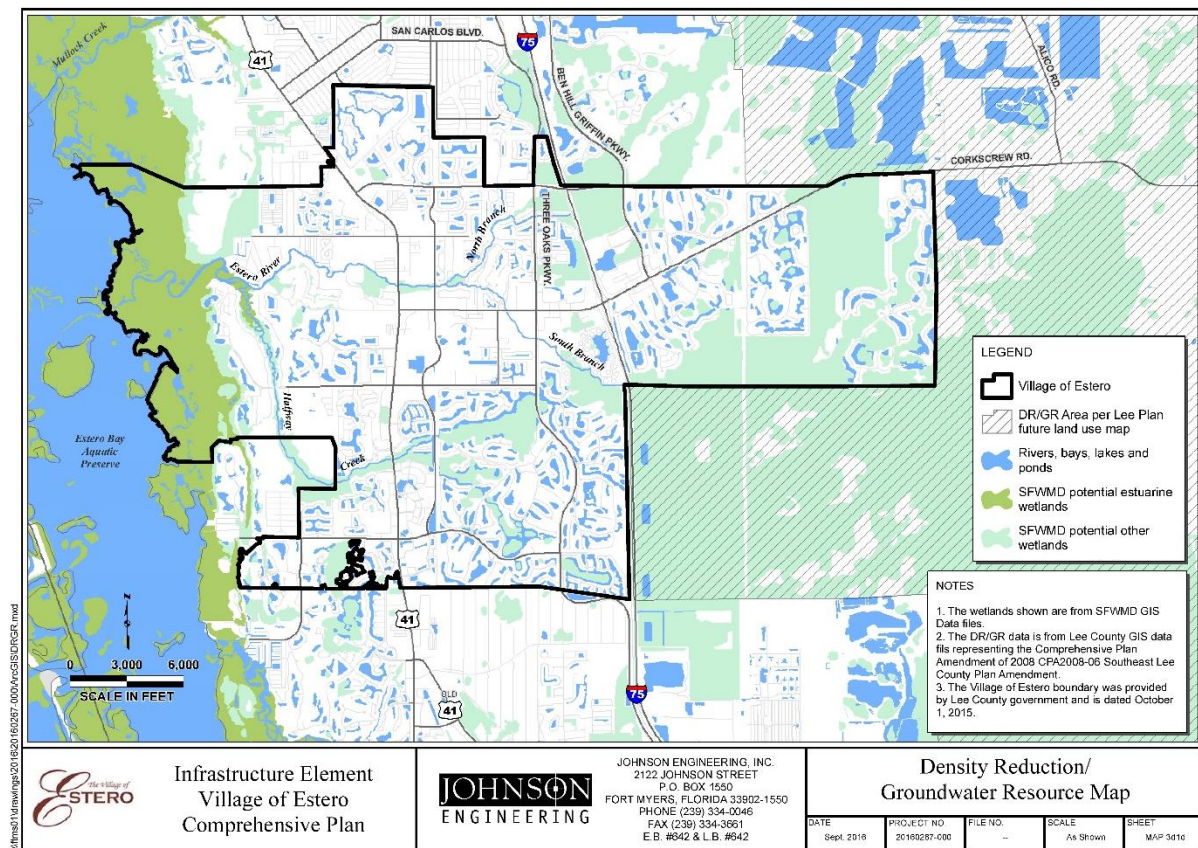 SAN CARLOS BLVD.
75
41
Mullock Creek
BEN HILL GRIFFIN PKWY.
ALICO RD.
CORKSCREW RD.
THREE OAKS PKWY.
North Branch
Estero River
South Branch
Halfway
Creek
Estero Bay
Aquatic
Preserve
LEGEND
Village of Estero
DR/GR Area per Lee Plan
future land use map
Rivers, bays, lakes and
ponds
SFWMD potential estuarine
wetlands
SFWMD potential other
wetlands
NOTES
1. The wetlands shown are from SFWMD GIS
Data files.
2. The DR/GR data is from Lee County GIS data
fils representing the Comprehensive Plan
Amendment of 2008 CPA2008-06 Southeast Lee
County Plan Amendment.
3. The Village of Estero boundary was provided
by Lee County government and is dated October
1, 2015.
N
0 3,000 6,000
SCALE IN FEET
41
OLD
41
75
The Village of
ESTERO
Infrastructure Element
Village of Estero
Comprehensive Plan
JOHNSON
ENGINEERING
JOHNSON ENGINEERING, INC.
2122 JOHNSON STREET
P.O. BOX 1550
FORT MYERS, FLORIDA 33902-1550
PHONE (239) 334-0046
FAX (239) 334-3661
E.B. #642 & L.B. #642
Density Reduction/
Groundwater Resource Map
DATE PROJECT NO. FILE NO. SCALE SHEET
Sept. 2016 20160267-000 -- As Shown MAP 3d1d